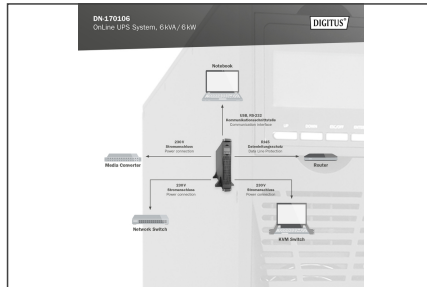 DN-170106
OnLine UPS System, 6 kVA / 6 kW
DIGITUS®
Notebook
USB, RS-232
Kommunikationsschnittstelle
Communication interface
230V
Stromanschluss
Power connection
RJ45
Datenleitungsschutz
Data Line Protection
Media Converter
Router
230V
Stromanschluss
Power connection
230V
Stromanschluss
Power connection
Network Switch
KVM Switch